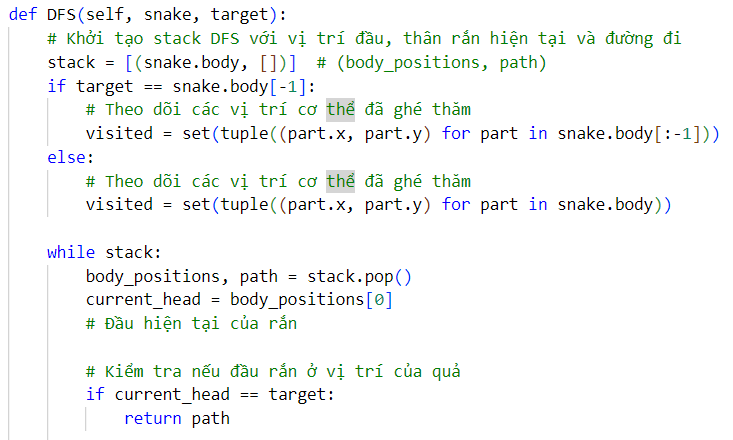 def DFS(self, snake, target):
    # Khởi tạo stack DFS với vị trí đầu, thân rắn hiện tại và đường đi
    stack = [(snake.body, [])]  # (body_positions, path)
    if target == snake.body[-1]:
        # Theo dõi các vị trí cơ thể đã ghé thăm
        visited = set(tuple((part.x, part.y) for part in snake.body[:-1]))
    else:
        # Theo dõi các vị trí cơ thể đã ghé thăm
        visited = set(tuple((part.x, part.y) for part in snake.body))
    while stack:
        body_positions, path = stack.pop()
        current_head = body_positions[0]
        # Đầu hiện tại của rắn
        # Kiểm tra nếu đầu rắn ở vị trí của quả
        if current_head == target:
            return path